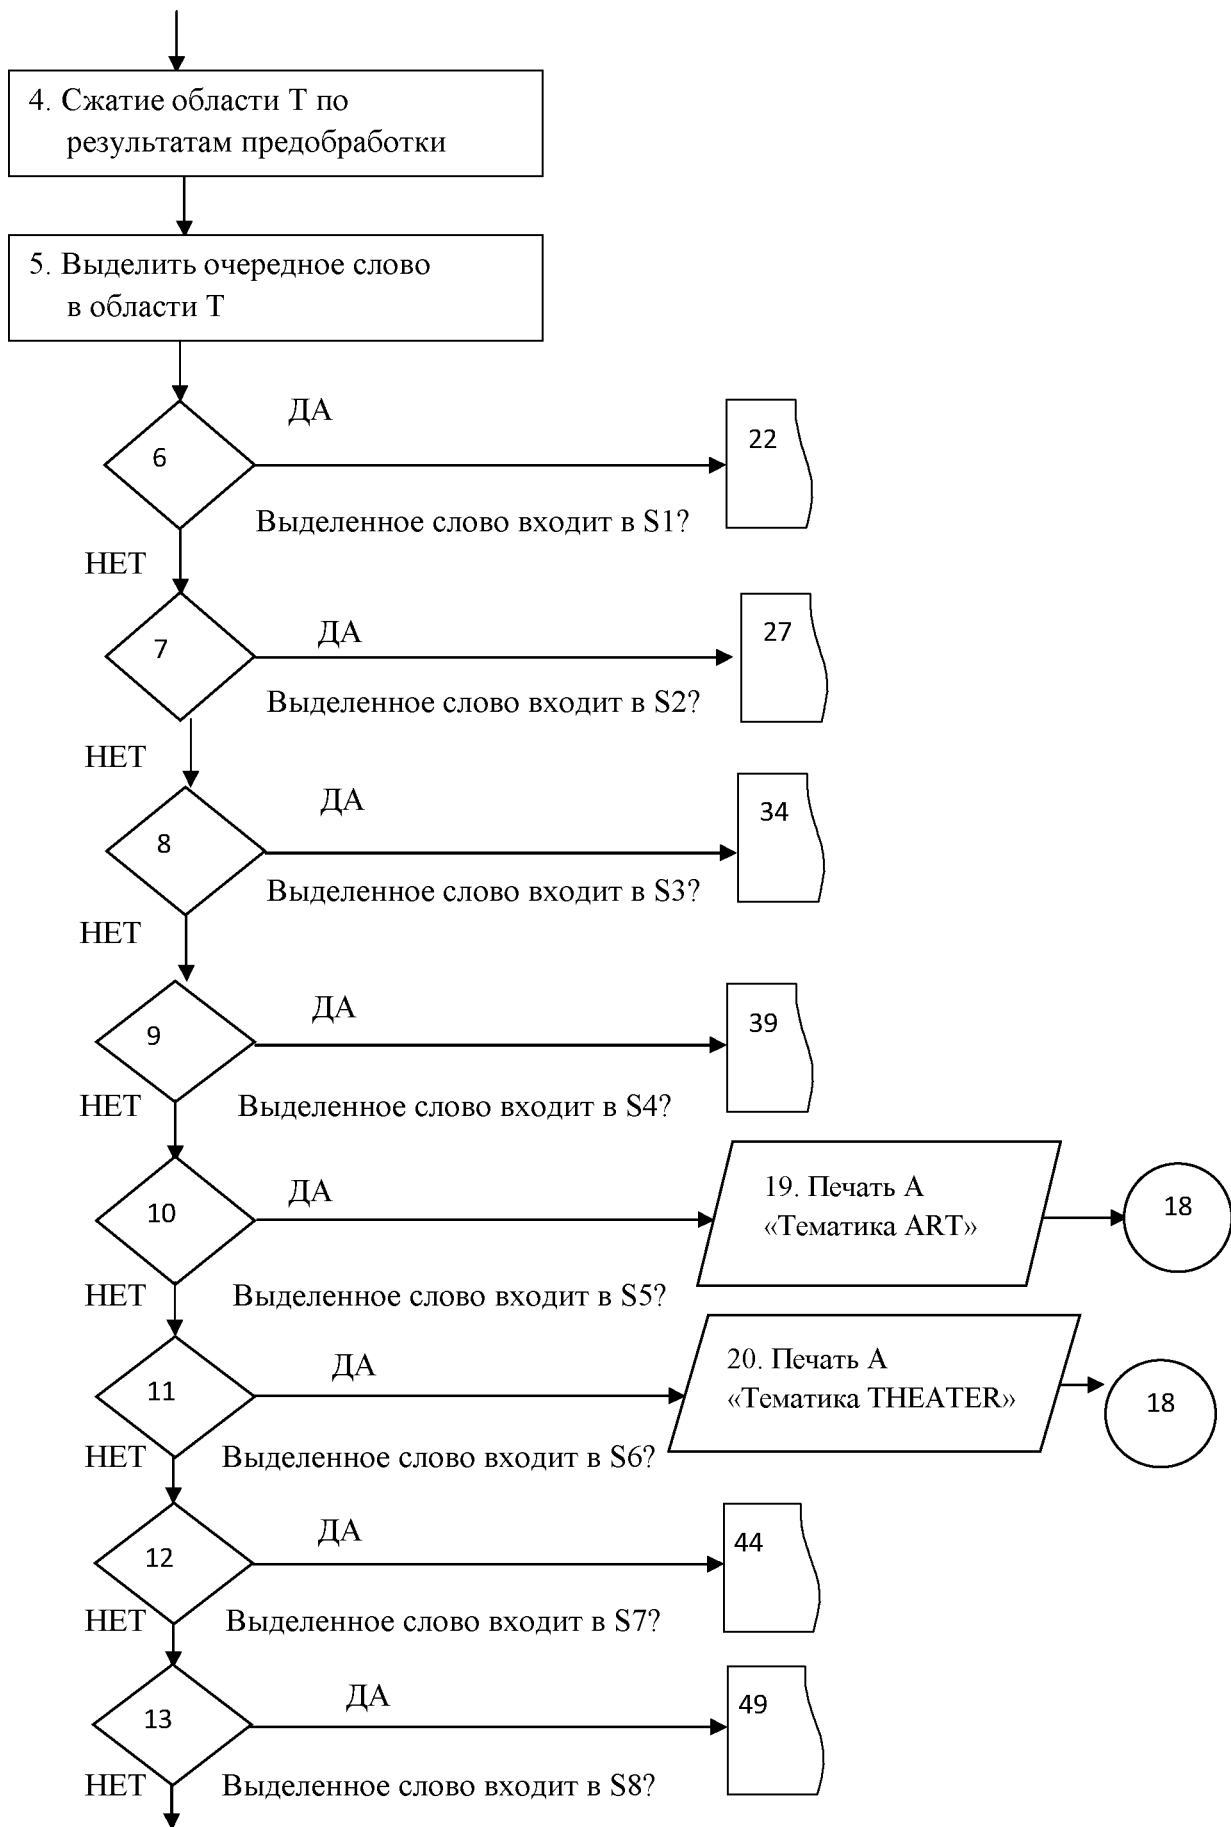 4. Сжатие области Т по
результатам предобработки
5. Выделить очередное слово
в области Т
ДА
6
22
Выделенное слово входит в S1?
НЕТ
ДА
7
27
Выделенное слово входит в S2?
НЕТ
ДА
8
34
Выделенное слово входит в S3?
НЕТ
ДА
9
39
НЕТ
Выделенное слово входит в S4?
ДА
10
19. Печать А
«Тематика ART»
18
НЕТ
Выделенное слово входит в S5?
ДА
11
20. Печать А
«Тематика THEATER»
18
НЕТ
Выделенное слово входит в S6?
ДА
12
44
НЕТ
Выделенное слово входит в S7?
ДА
13
49
НЕТ
Выделенное слово входит в S8?